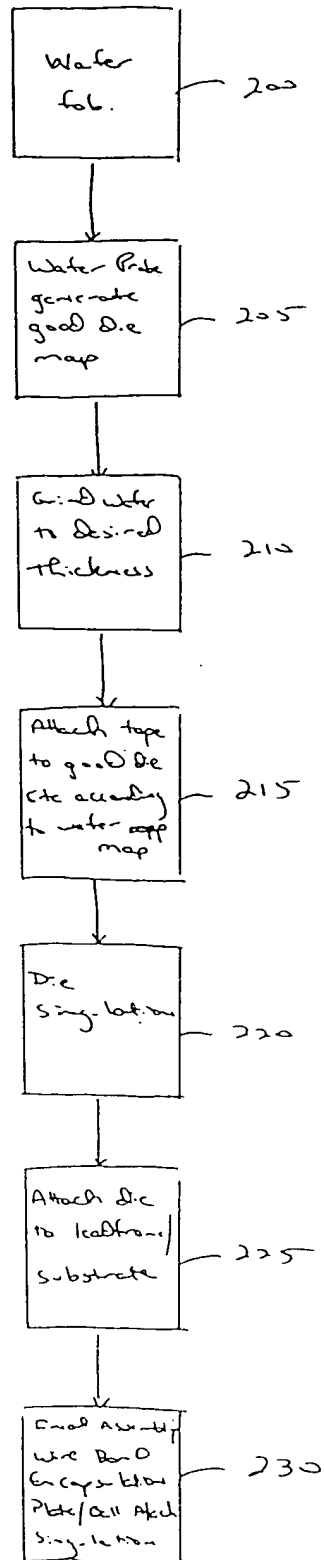 Wafer
fab.
200
Wafer Probe
generate
good Die
map
205
Grind wafer
to desired
thickness
210
Attach tape
to good die
etc according
to wafer
map
215
Die
Singulation
220
Attach die
to leadframe/
substrate
225
Final Assembly
Wire Bond
Encapsulation
Plate/Ball Attach
Singulation
230